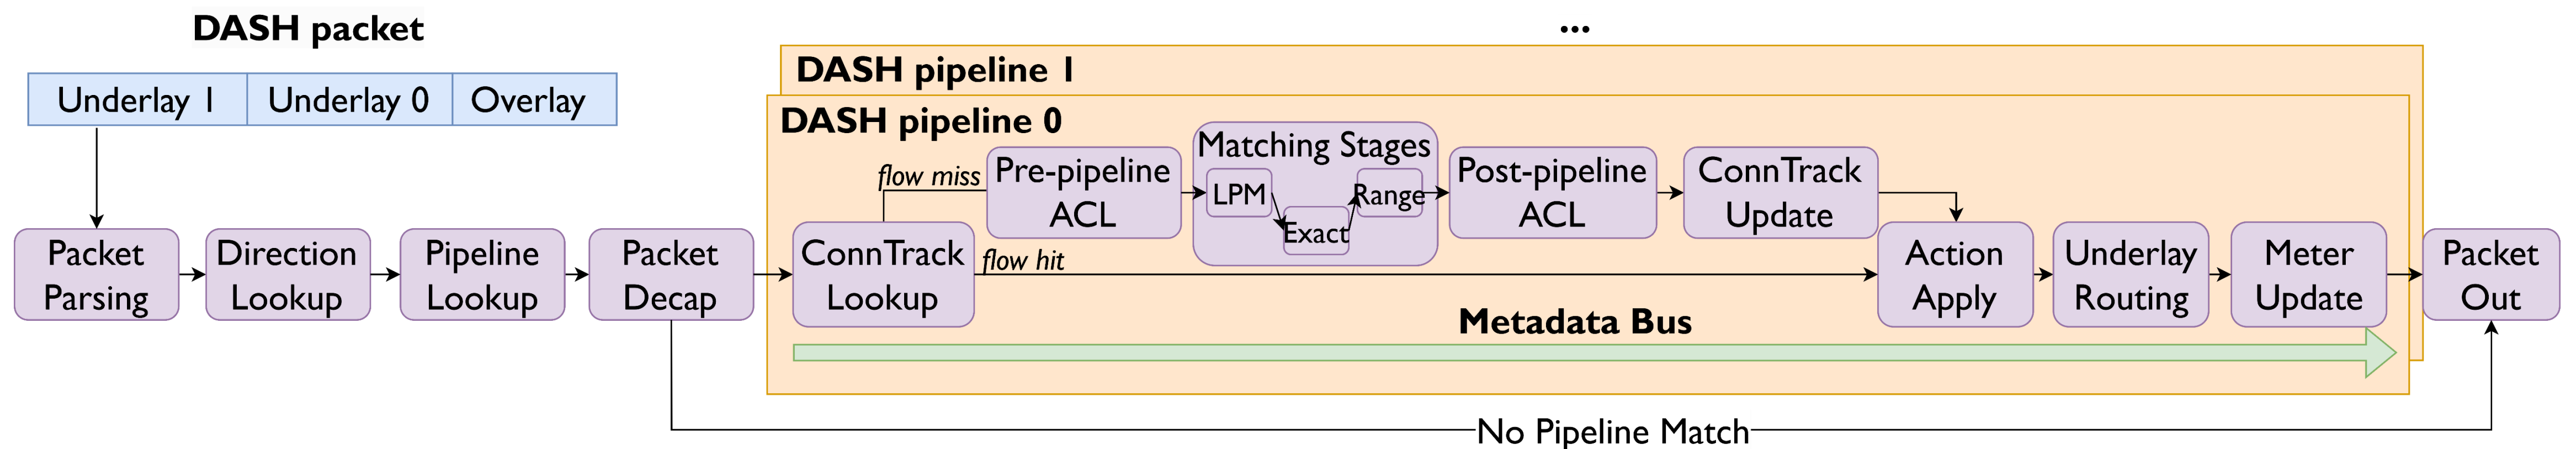 DASH packet
Underlay 1 Underlay 0 Overlay
...
DASH pipeline 1
DASH pipeline 0
Packet
Parsing
Direction
Lookup
Pipeline
Lookup
Packet
Decap
ConnTrack
Lookup
flow miss
flow hit
Pre-pipeline
ACL
Matching Stages
LPM
Exact
Range
Post-pipeline
ACL
ConnTrack
Update
Action
Apply
Underlay
Routing
Meter
Update
Packet
Out
Metadata Bus
No Pipeline Match